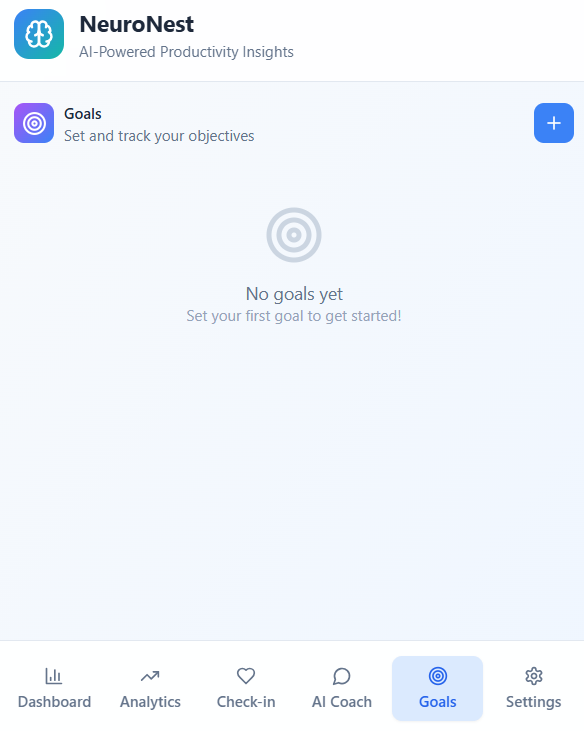 NeuroNest
AI-Powered Productivity Insights
Goals
Set and track your objectives
No goals yet
Set your first goal to get started!
Dashboard
Analytics
Check-in
AI Coach
Goals
Settings